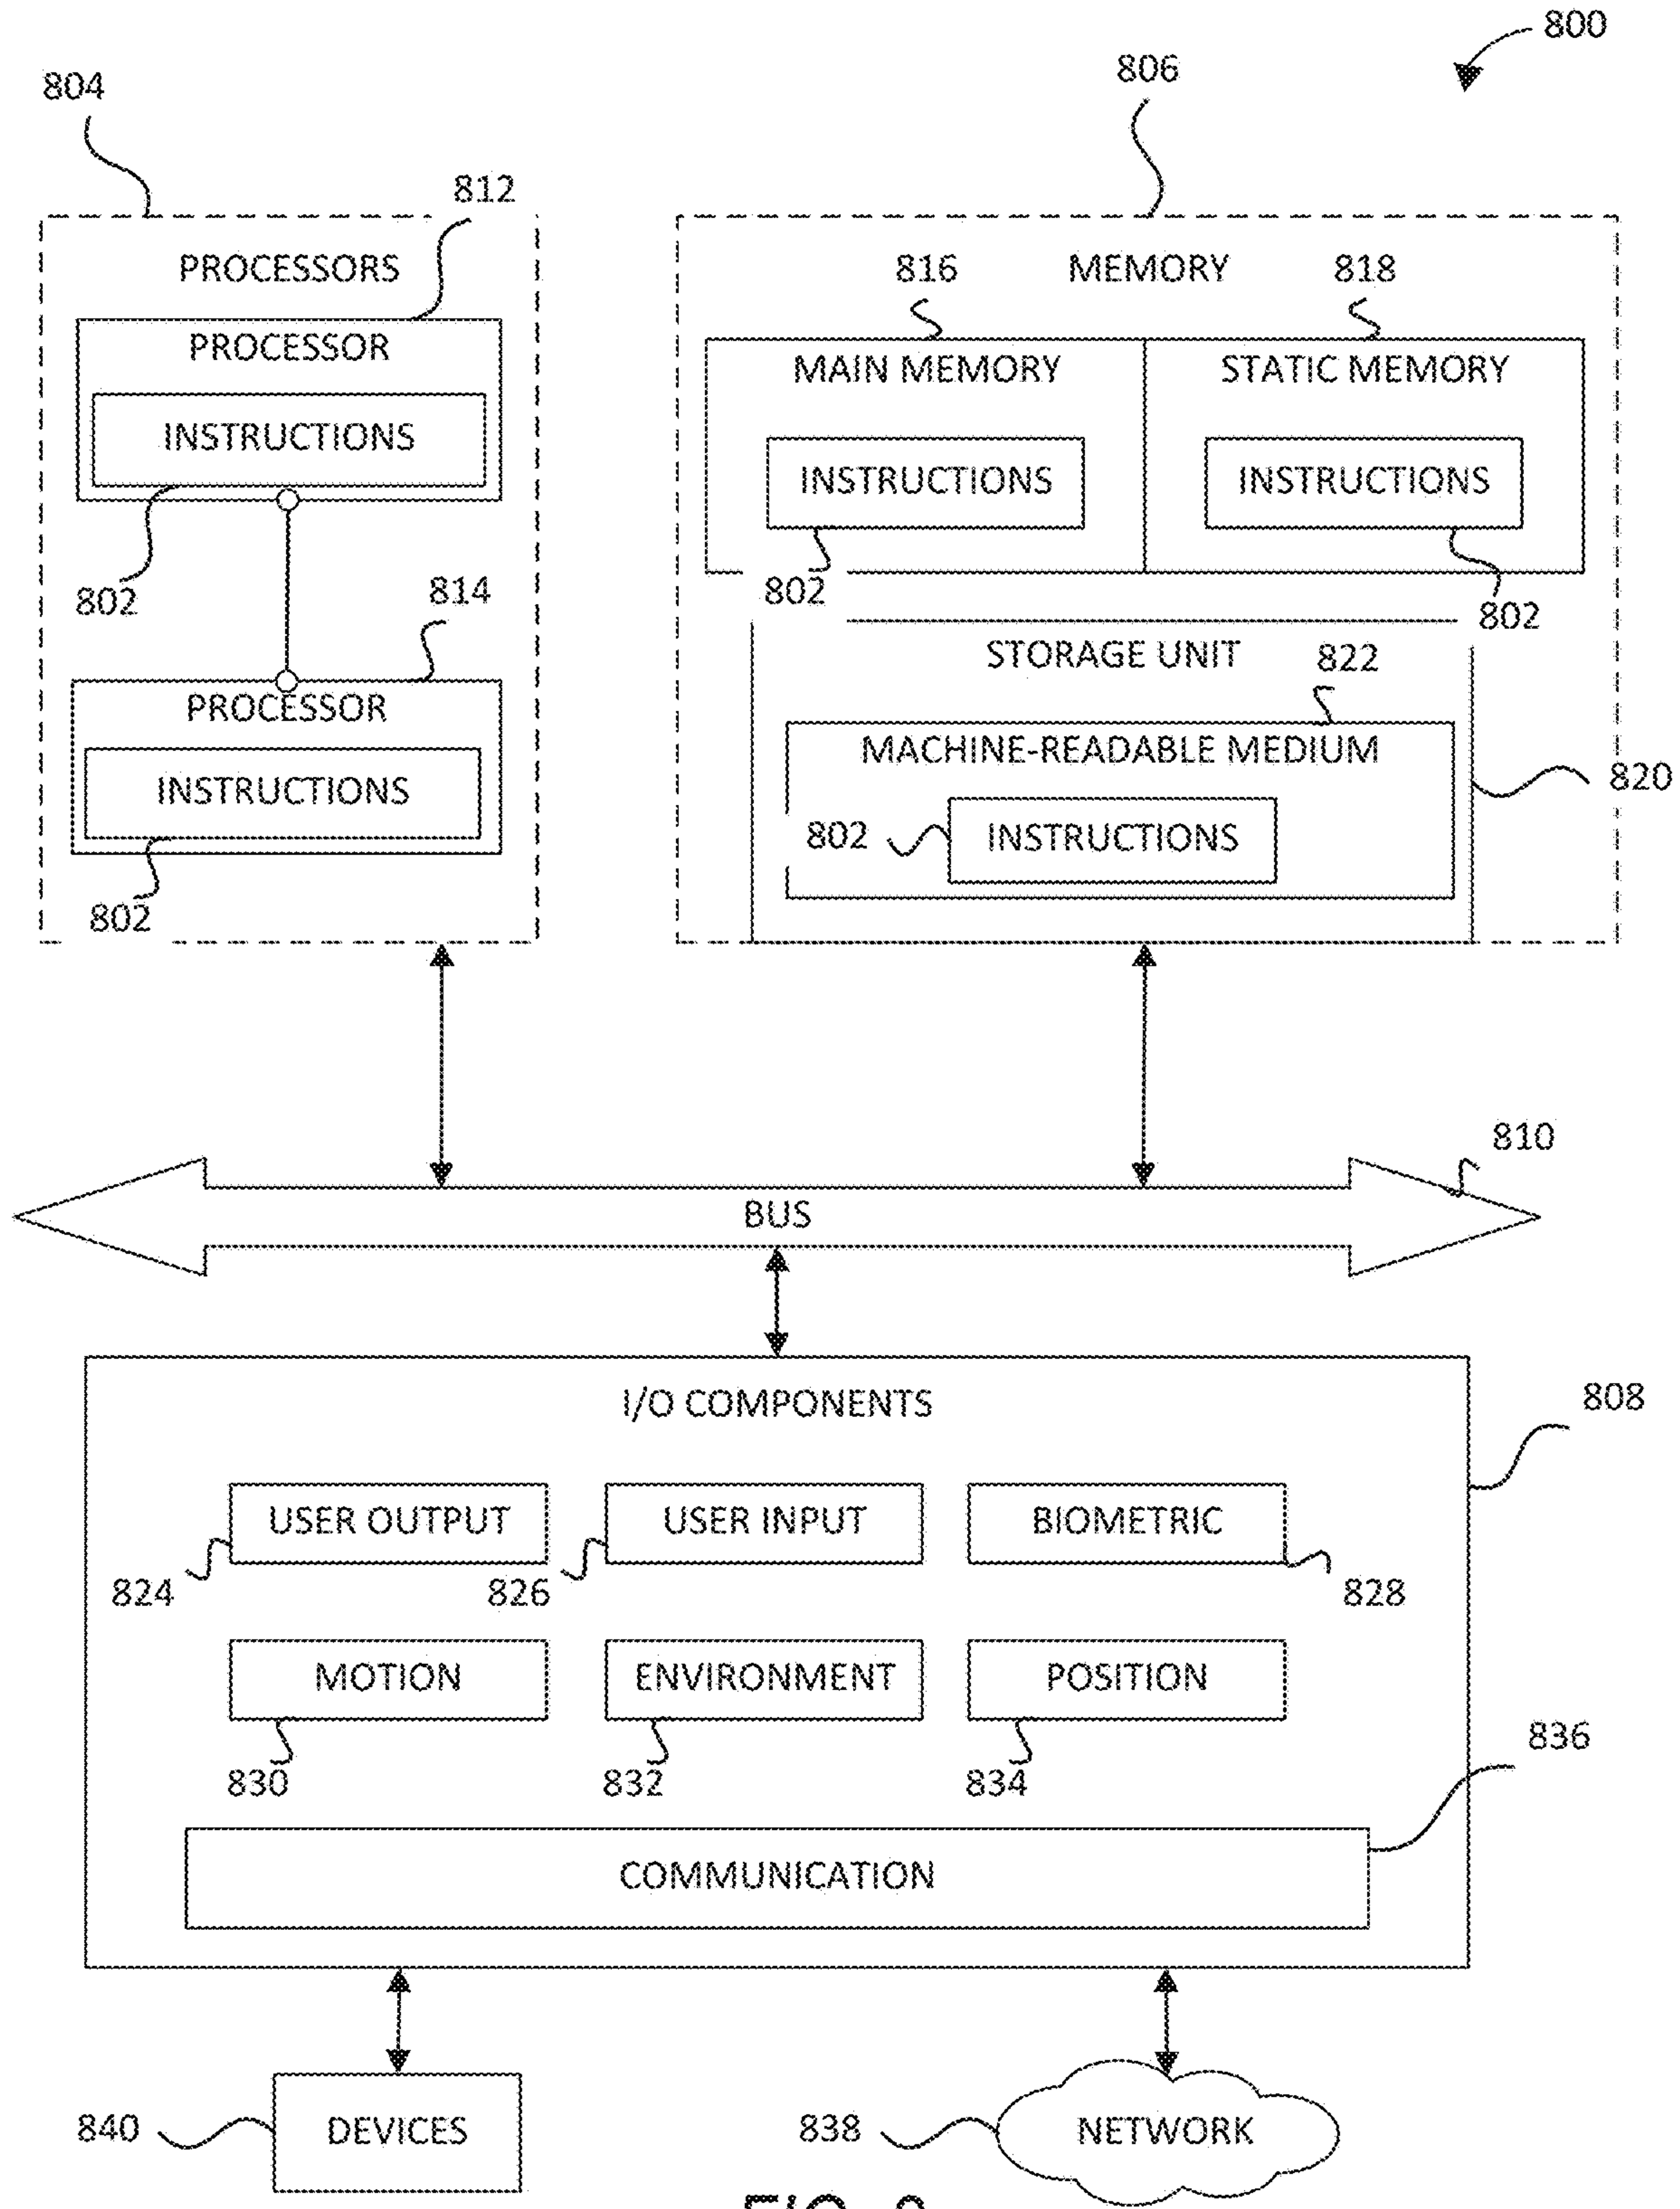 800
804
806
812
PROCESSORS
816 MEMORY 818
PROCESSOR
MAIN MEMORY STATIC MEMORY
INSTRUCTIONS
INSTRUCTIONS INSTRUCTIONS
802 814 802 802
STORAGE UNIT 822
PROCESSOR
MACHINE-READABLE MEDIUM
INSTRUCTIONS 820
802 INSTRUCTIONS
802
810
BUS
I/O COMPONENTS 808
USER OUTPUT USER INPUT BIOMETRIC
824 826 828
MOTION ENVIRONMENT POSITION
836
830 832 834
COMMUNICATION
840 DEVICES 838 NETWORK